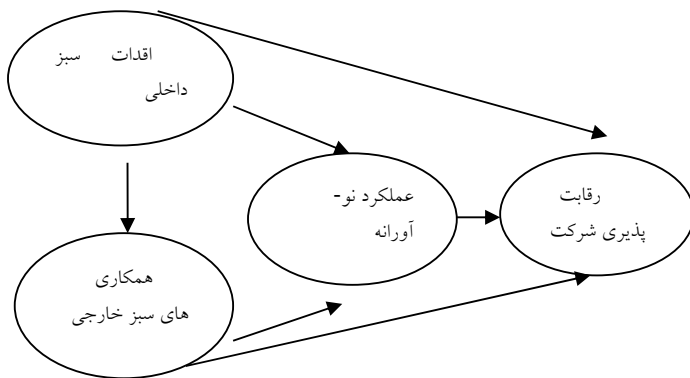 اقدات سبز
داخلی
عملکرد نو-
آورانه
رقابت
پذیری شرکت
همکاری
های سبز خارجی